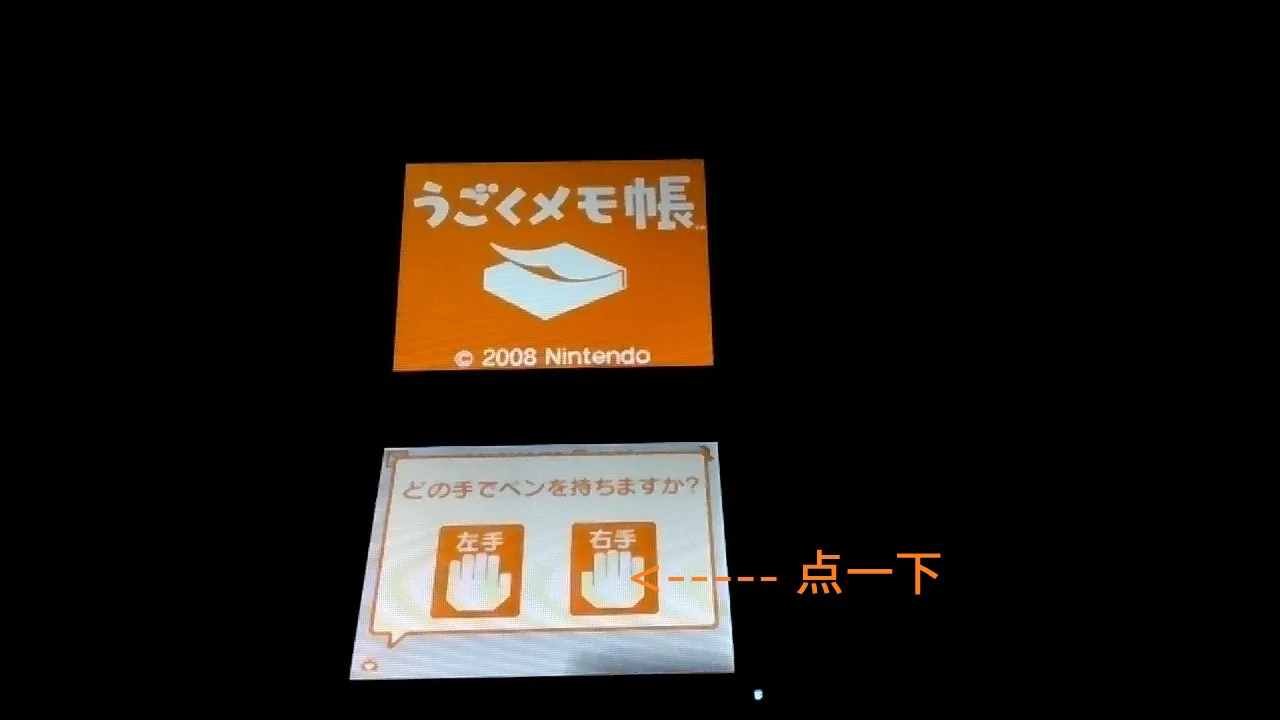 うごくメモ帳
© 2008 Nintendo
どの手でペンを持ちますか?
左手
右手
点一下